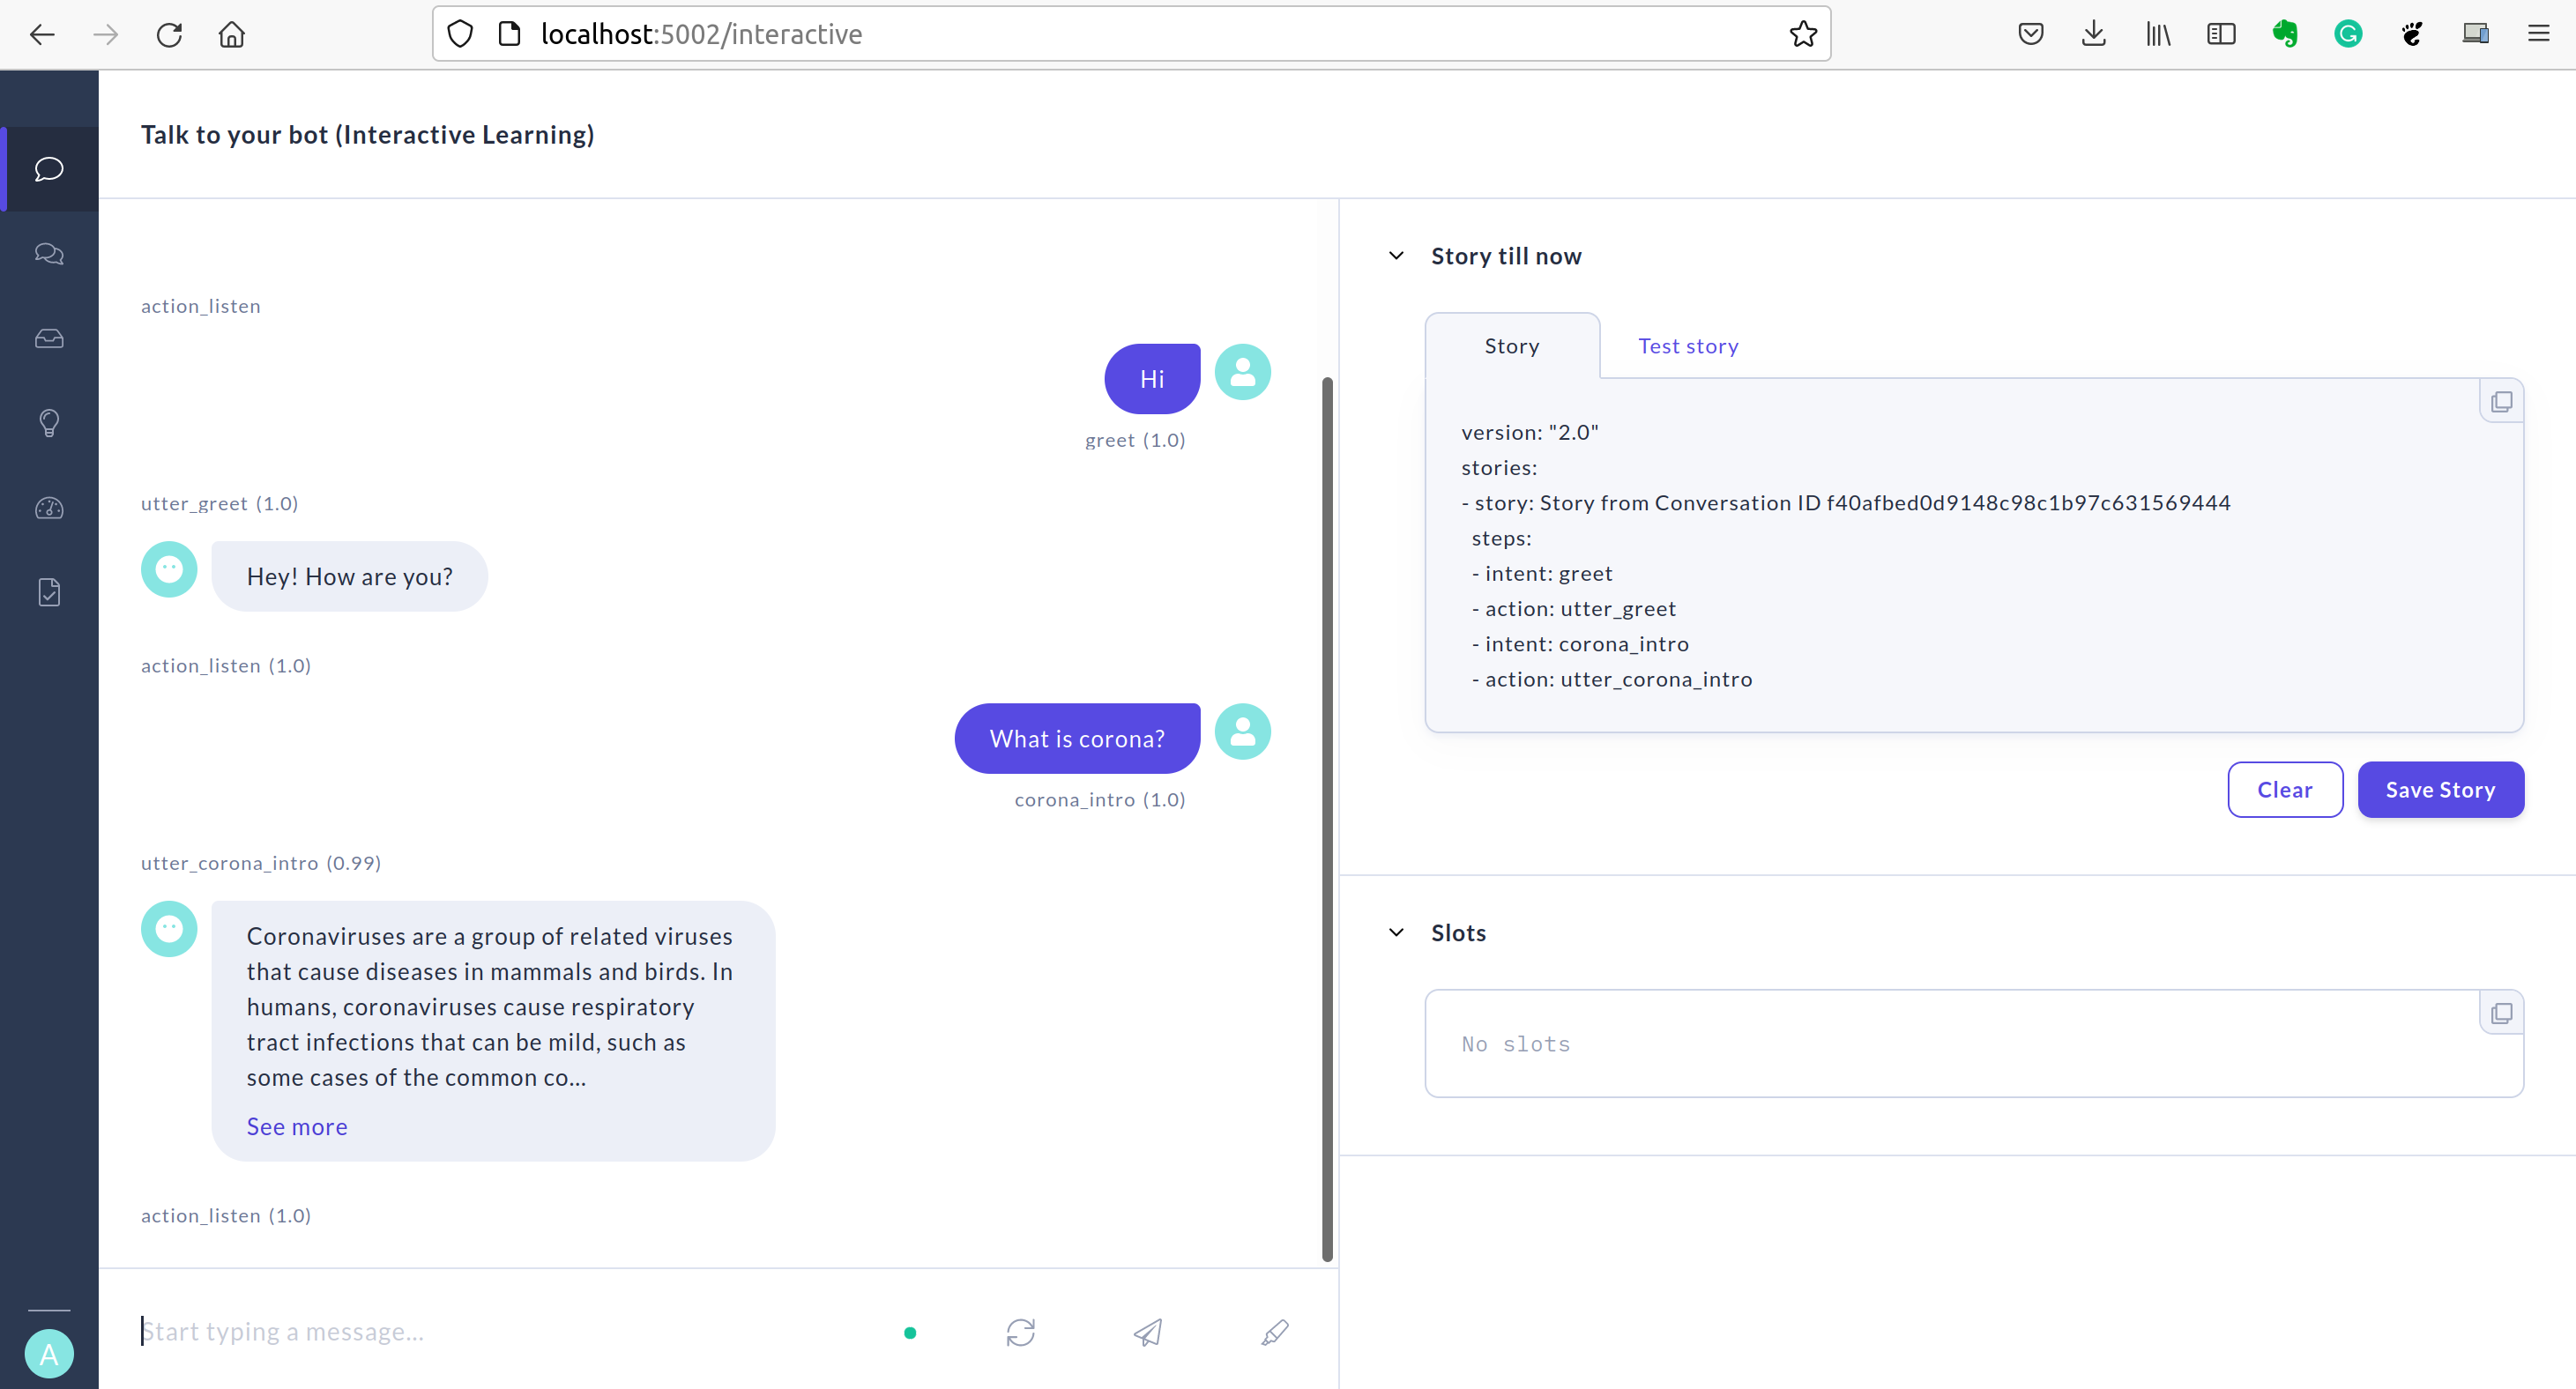 localhost:5002/interactive
Talk to your bot (Interactive Learning)
action_listen
Hi
greet (1.0)
utter_greet (1.0)
Hey! How are you?
action_listen (1.0)
What is corona?
corona_intro (1.0)
utter_corona_intro (0.99)
Coronaviruses are a group of related viruses
that cause diseases in mammals and birds. In
humans, coronaviruses cause respiratory
tract infections that can be mild, such as
some cases of the common co...
See more
action_listen (1.0)
Start typing a message...
A
Story till now
Story
Test story
version: "2.0"
stories:
- story: Story from Conversation ID f40afbed0d9148c98c1b97c631569444
steps:
- intent: greet
- action: utter_greet
- intent: corona_intro
- action: utter_corona_intro
Clear
Save Story
Slots
No slots